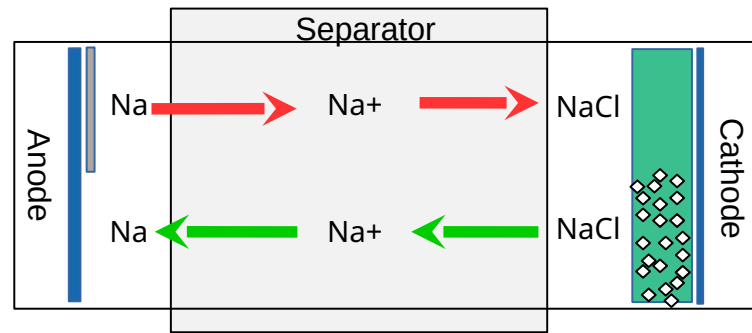 Separator
Anode
Na
Na+
NaCl
Cathode
Na
Na+
NaCl